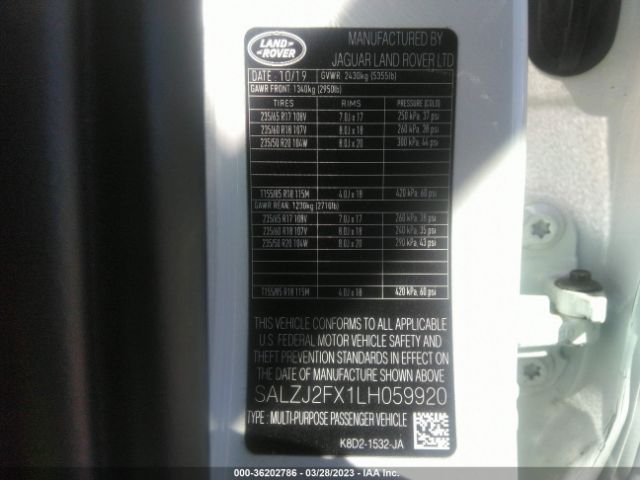 LAND
ROVER
MANUFACTURED BY
JAGUAR LAND ROVER LTD
DATE: 10/19 GVWR: 2430kg (5355lb)
GAWR FRONT: 1340kg (2950lb)
TIRES RIMS PRESSURE (COLD)
235/65 R17 108V 7.0J x 17 250 kPa, 37 psi
235/60 R18 107V 8.0J x 18 260 kPa, 38 psi
235/50 R20 104W 8.0J x 20 300 kPa, 44 psi
T155/85 R18 115M 4.0J x 18 420 kPa, 60 psi
GAWR REAR: 1230kg (2710lb)
235/65 R17 108V 7.0J x 17 260 kPa, 38 psi
235/60 R18 107V 8.0J x 18 240 kPa, 35 psi
235/50 R20 104W 8.0J x 20 290 kPa, 43 psi
T155/85 R18 115M 4.0J x 18 420 kPa, 60 psi
THIS VEHICLE CONFORMS TO ALL APPLICABLE
U.S. FEDERAL MOTOR VEHICLE SAFETY AND
THEFT PREVENTION STANDARDS IN EFFECT ON
THE DATE OF MANUFACTURE SHOWN ABOVE
SALZJ2FX1LH059920
TYPE: MULTI-PURPOSE PASSENGER VEHICLE
K8D2-1532-JA
000-36202786 — 03/28/2023 — IAA Inc.